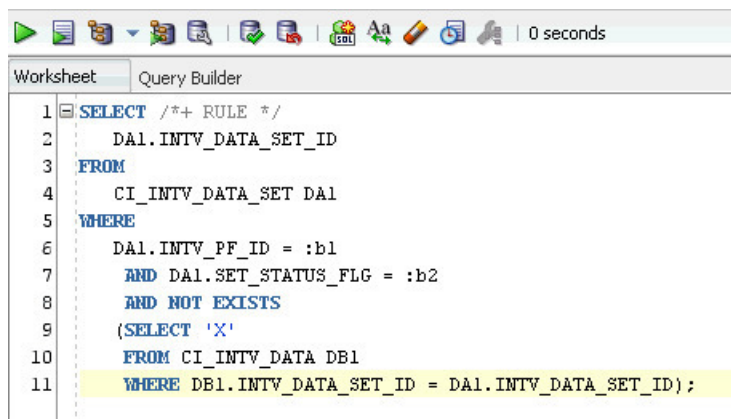 SQL
Aa
0 seconds
Worksheet
Query Builder
1 SELECT /*+ RULE */
2 DA1.INTV_DATA_SET_ID
3 FROM
4 CI_INTV_DATA_SET DA1
5 WHERE
6 DA1.INTV_PF_ID = :b1
7 AND DA1.SET_STATUS_FLG = :b2
8 AND NOT EXISTS
9 (SELECT 'X'
10 FROM CI_INTV_DATA DB1
11 WHERE DB1.INTV_DATA_SET_ID = DA1.INTV_DATA_SET_ID);